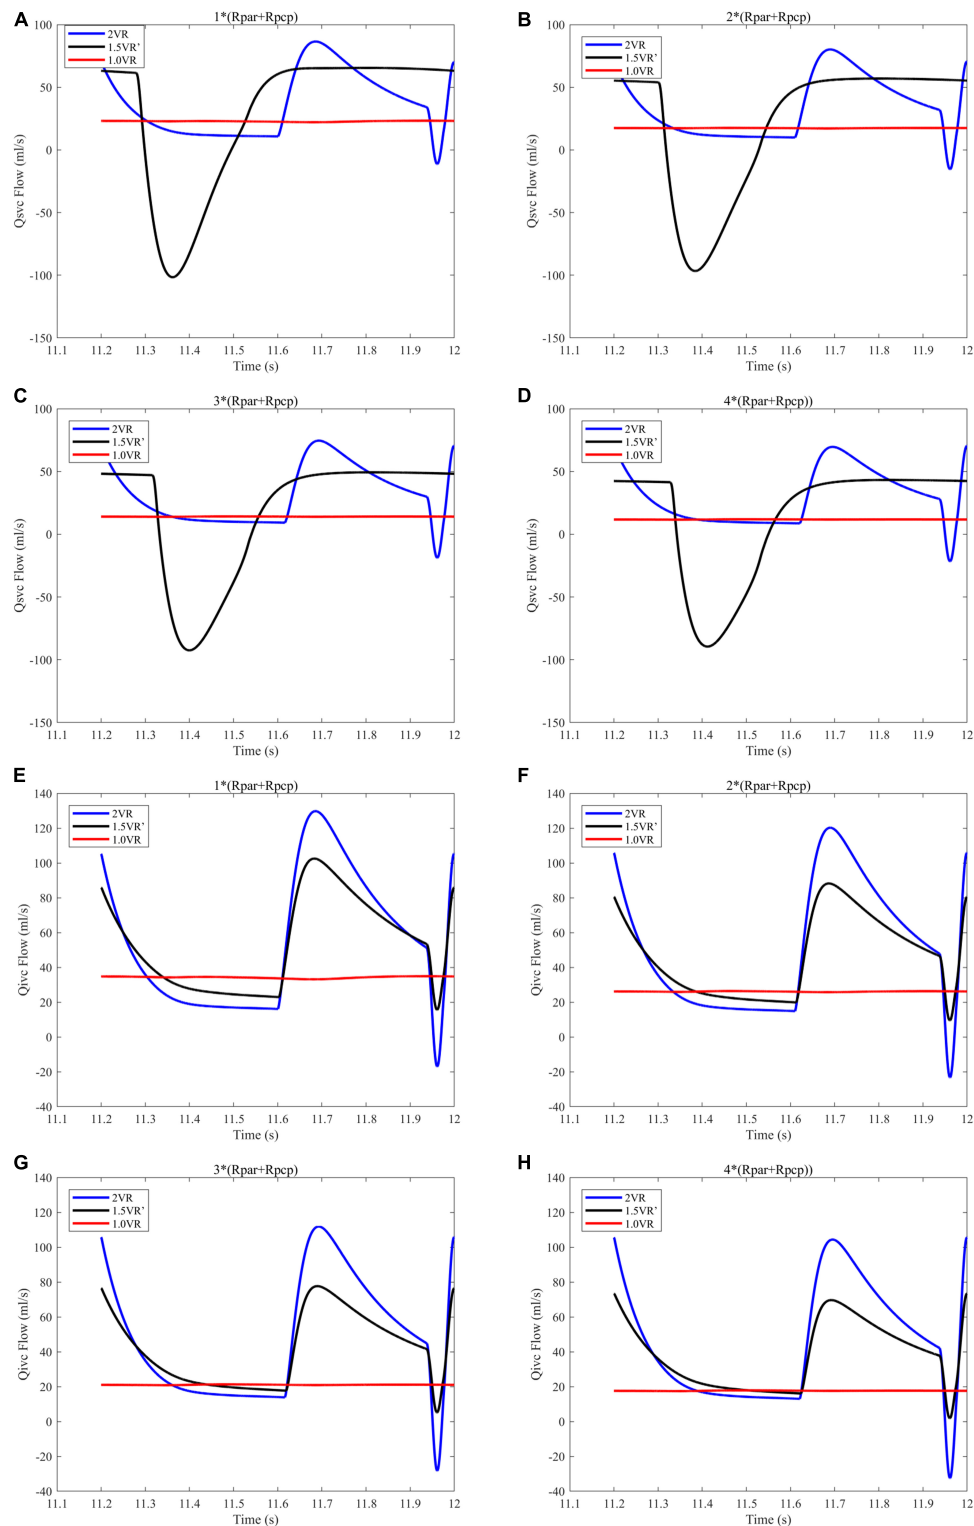 A
1*(Rpar+Rpcp)
Qsvc Flow (ml/s)
100
50
0
-50
-100
-150
2VR
1.5VR’
1.0VR
11.1 11.2 11.3 11.4 11.5 11.6 11.7 11.8 11.9 12
Time (s)
B
2*(Rpar+Rpcp)
Qsvc Flow (ml/s)
100
50
0
-50
-100
-150
2VR
1.5VR’
1.0VR
11.1 11.2 11.3 11.4 11.5 11.6 11.7 11.8 11.9 12
Time (s)
C
3*(Rpar+Rpcp)
Qsvc Flow (ml/s)
100
50
0
-50
-100
-150
2VR
1.5VR’
1.0VR
11.1 11.2 11.3 11.4 11.5 11.6 11.7 11.8 11.9 12
Time (s)
D
4*(Rpar+Rpcp))
Qsvc Flow (ml/s)
100
50
0
-50
-100
-150
2VR
1.5VR’
1.0VR
11.1 11.2 11.3 11.4 11.5 11.6 11.7 11.8 11.9 12
Time (s)
E
1*(Rpar+Rpcp)
Qivc Flow (ml/s)
140
120
100
80
60
40
20
0
-20
-40
2VR
1.5VR’
1.0VR
11.1 11.2 11.3 11.4 11.5 11.6 11.7 11.8 11.9 12
Time (s)
F
2*(Rpar+Rpcp)
Qivc Flow (ml/s)
140
120
100
80
60
40
20
0
-20
-40
2VR
1.5VR’
1.0VR
11.1 11.2 11.3 11.4 11.5 11.6 11.7 11.8 11.9 12
Time (s)
G
3*(Rpar+Rpcp)
Qivc Flow (ml/s)
140
120
100
80
60
40
20
0
-20
-40
2VR
1.5VR’
1.0VR
11.1 11.2 11.3 11.4 11.5 11.6 11.7 11.8 11.9 12
Time (s)
H
4*(Rpar+Rpcp))
Qivc Flow (ml/s)
140
120
100
80
60
40
20
0
-20
-40
2VR
1.5VR’
1.0VR
11.1 11.2 11.3 11.4 11.5 11.6 11.7 11.8 11.9 12
Time (s)